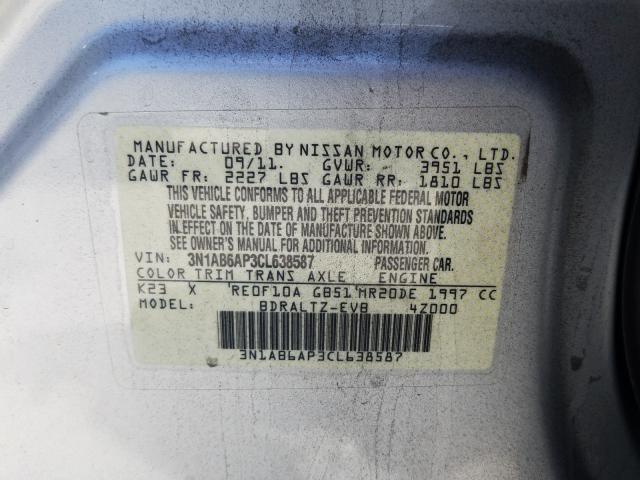 MANUFACTURED BY NISSAN MOTOR CO., LTD.
DATE: 09/11. GVWR: 3951 LBS
GAWR FR: 2227 LBS GAWR RR: 1810 LBS
THIS VEHICLE CONFORMS TO ALL APPLICABLE FEDERAL MOTOR
VEHICLE SAFETY, BUMPER AND THEFT PREVENTION STANDARDS
IN EFFECT ON THE DATE OF MANUFACTURE SHOWN ABOVE.
SEE OWNER'S MANUAL FOR ADDITIONAL INFORMATION.
VIN: 3N1AB6AP3CL638587 PASSENGER CAR.
COLOR TRIM TRANS AXLE ENGINE
K23 X RE0F10A GB51 MR20DE 1997 CC
MODEL: BDRALTZ-EVB 4Z000
3N1AB6AP3CL638587